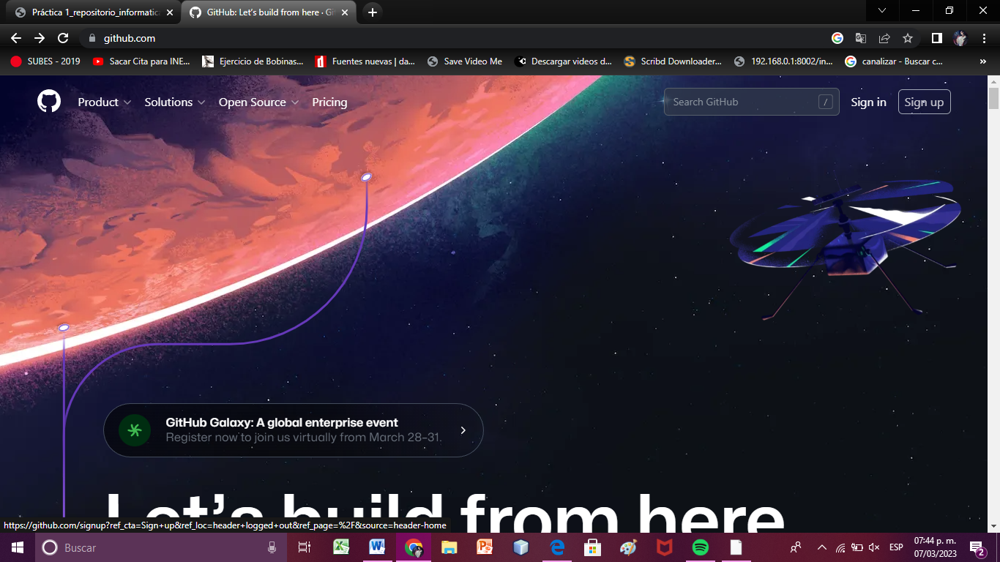 Práctica 1_repositorio_informatica
GitHub: Let's build from here · Git
github.com
SUBES - 2019
Sacar Cita para INE...
Ejercicio de Bobinas...
Fuentes nuevas | da...
Save Video Me
Descargar videos d...
Scribd Downloader...
192.168.0.1:8002/in...
canalizar - Buscar c...
»
Product
Solutions
Open Source
Pricing
Search GitHub /
Sign in
Sign up
GitHub Galaxy: A global enterprise event
Register now to join us virtually from March 28–31.
Let's build from here
https://github.com/signup?ref_cta=Sign+up&ref_loc=header+logged+out&ref_page=%2F&source=header-home
Buscar
ESP
07:44 p. m.
07/03/2023
2